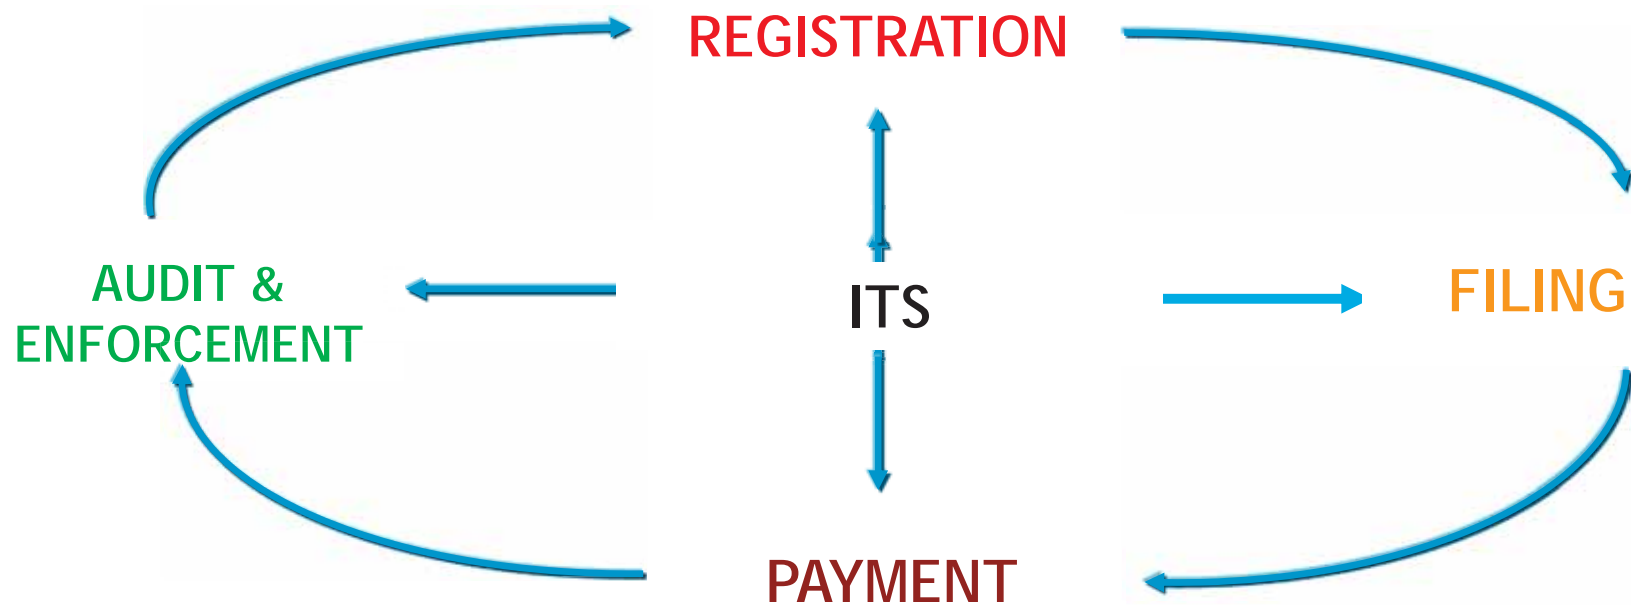 REGISTRATION
AUDIT &
ENFORCEMENT
ITS
FILING
PAYMENT